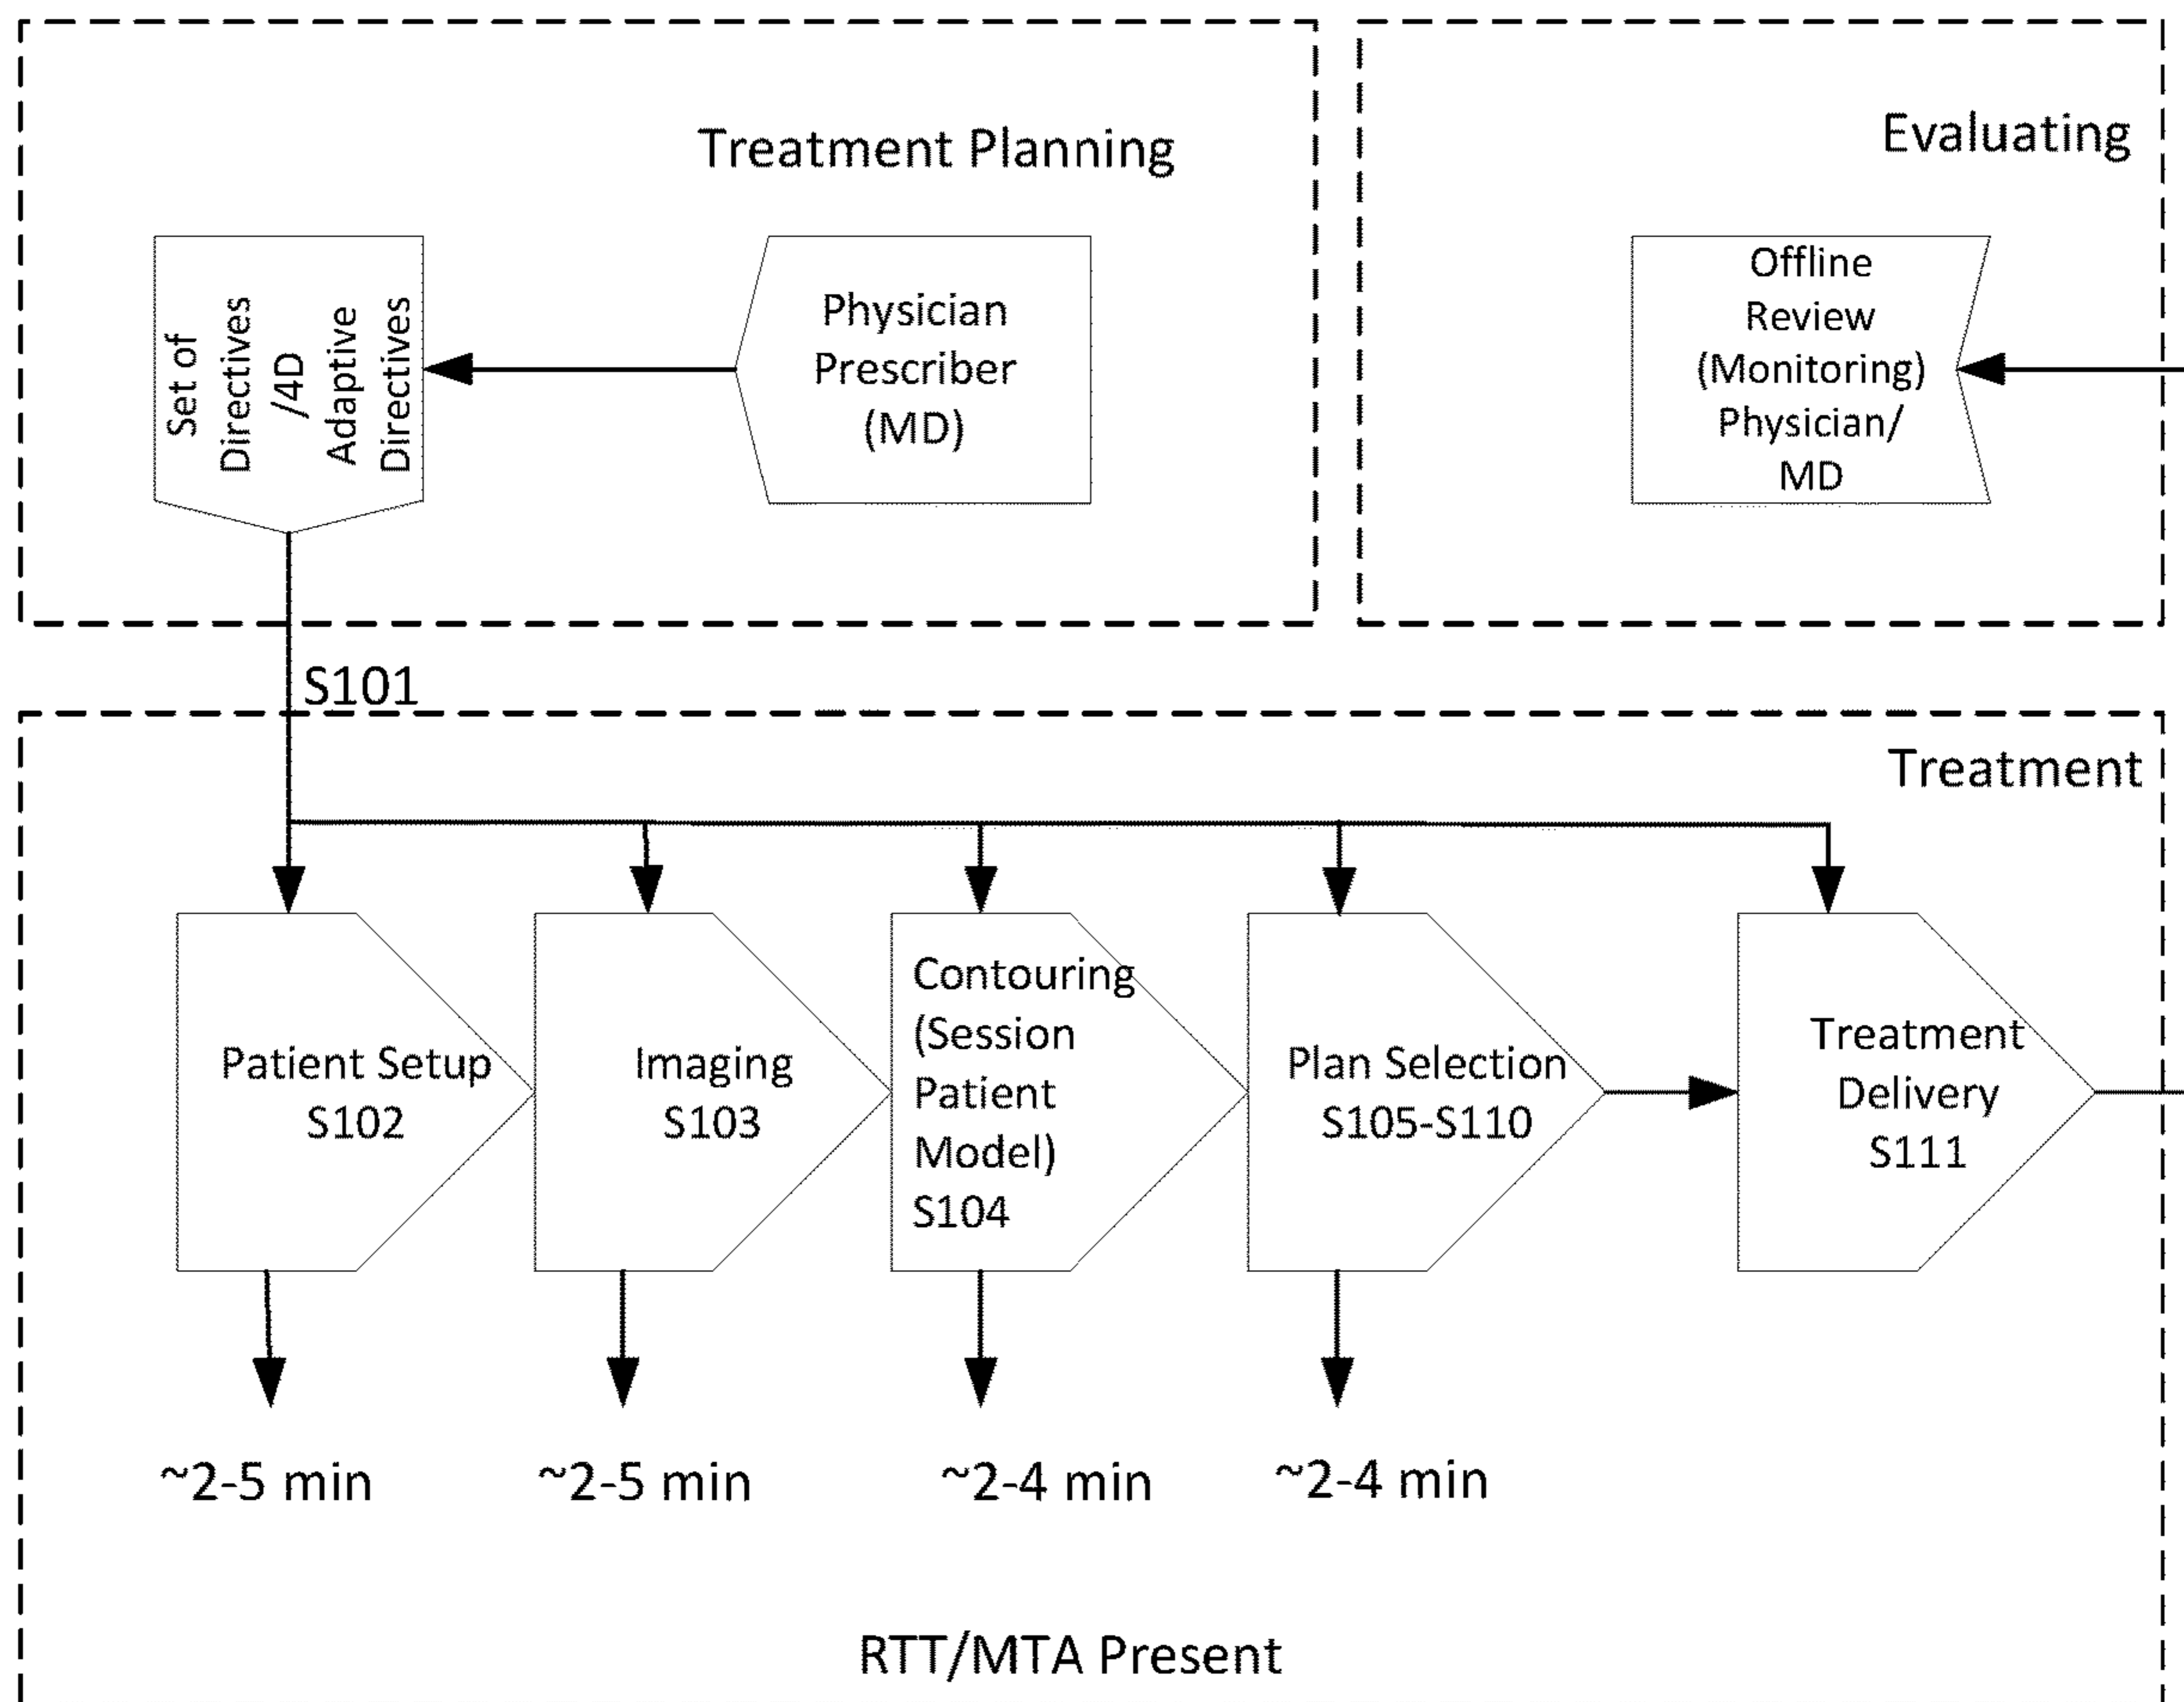 Treatment Planning
Set of
Directives
/4D
Adaptive
Directives
Physician
Prescriber
(MD)
Evaluating
Offline
Review
(Monitoring)
Physician/
MD
S101
Treatment
Patient Setup
S102
Imaging
S103
Contouring
(Session
Patient
Model)
S104
Plan Selection
S105-S110
Treatment
Delivery
S111
~2-5 min
~2-5 min
~2-4 min
~2-4 min
RTT/MTA Present